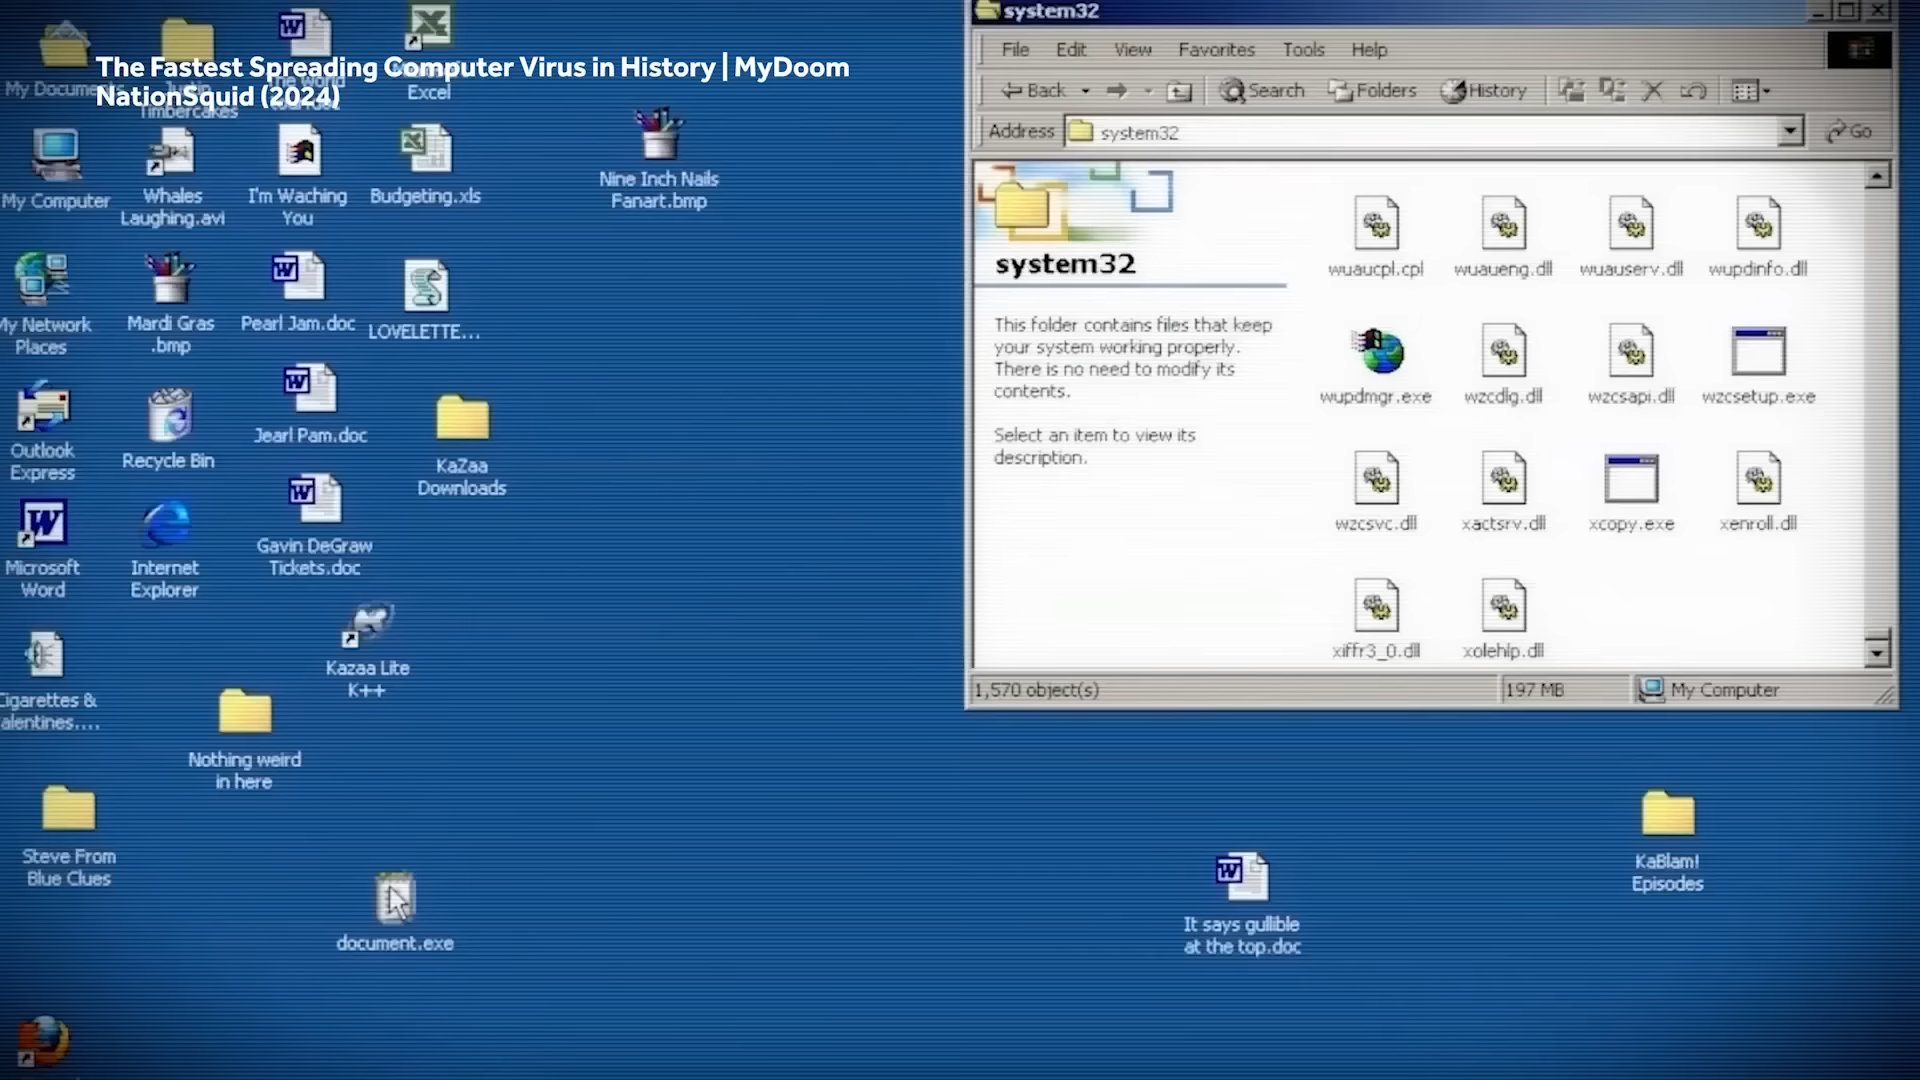 The Fastest Spreading Computer Virus in History | MyDoom
NationSquid (2024)
My Documents
Timbercakes
Excel
My Computer
Whales
Laughing.avi
I'm Waching
You
Budgeting.xls
Nine Inch Nails
Fanart.bmp
My Network
Places
Mardi Gras
.bmp
Pearl Jam.doc
LOVELETTE...
Outlook
Express
Recycle Bin
Jearl Pam.doc
KaZaa
Downloads
Microsoft
Word
Internet
Explorer
Gavin DeGraw
Tickets.doc
Kazaa Lite
K++
Cigarettes &
alentines....
Nothing weird
in here
Steve From
Blue Clues
document.exe
It says gullible
at the top.doc
KaBlam!
Episodes
system32
File Edit View Favorites Tools Help
Back Search Folders History
Address system32 Go
system32
This folder contains files that keep
your system working properly.
There is no need to modify its
contents.
Select an item to view its
description.
wuaucpl.cpl wuaueng.dll wuauserv.dll wupdinfo.dll
wupdmgr.exe wzcdlg.dll wzcsapi.dll wzcsetup.exe
wzcsvc.dll xactsrv.dll xcopy.exe xenroll.dll
xiffr3_0.dll xolehlp.dll
1,570 object(s) 197 MB My Computer